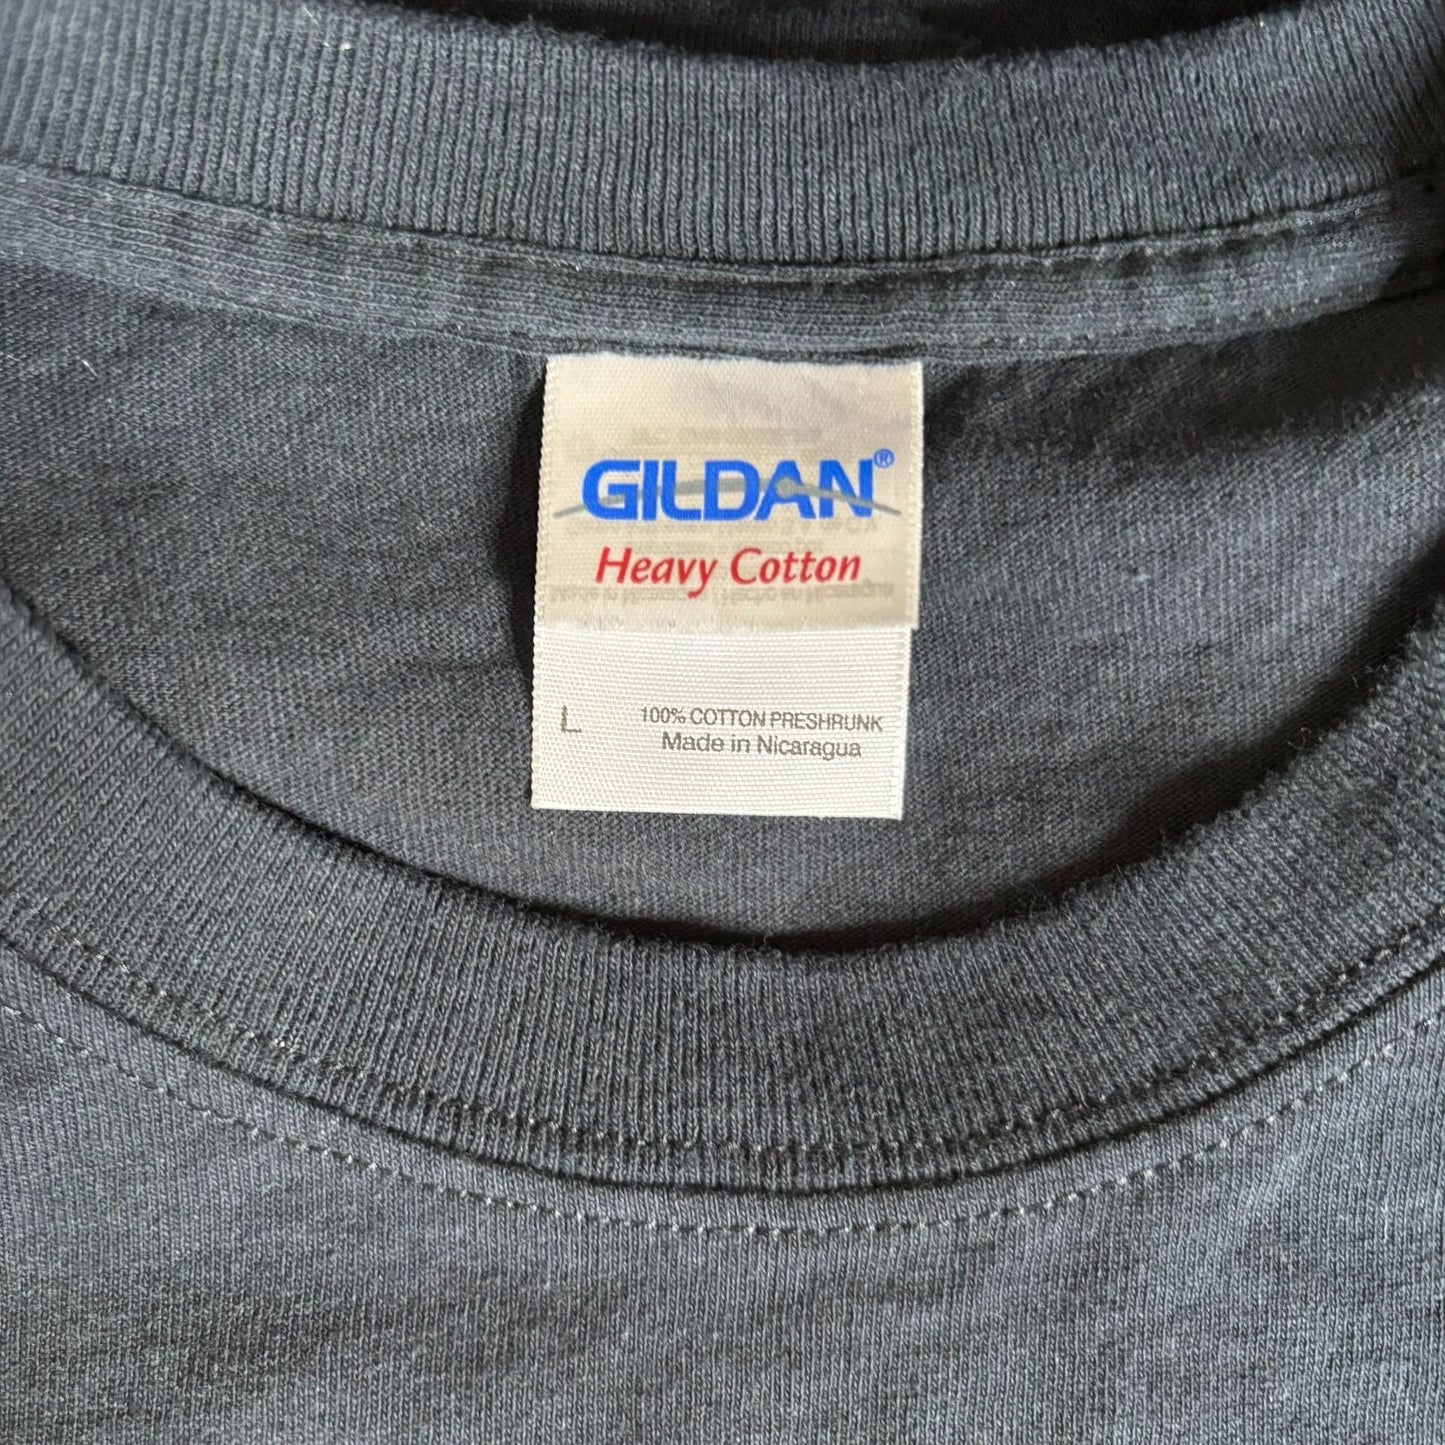 GILDAN®
Heavy Cotton
L 100% COTTON PRESHRUNK
Made in Nicaragua